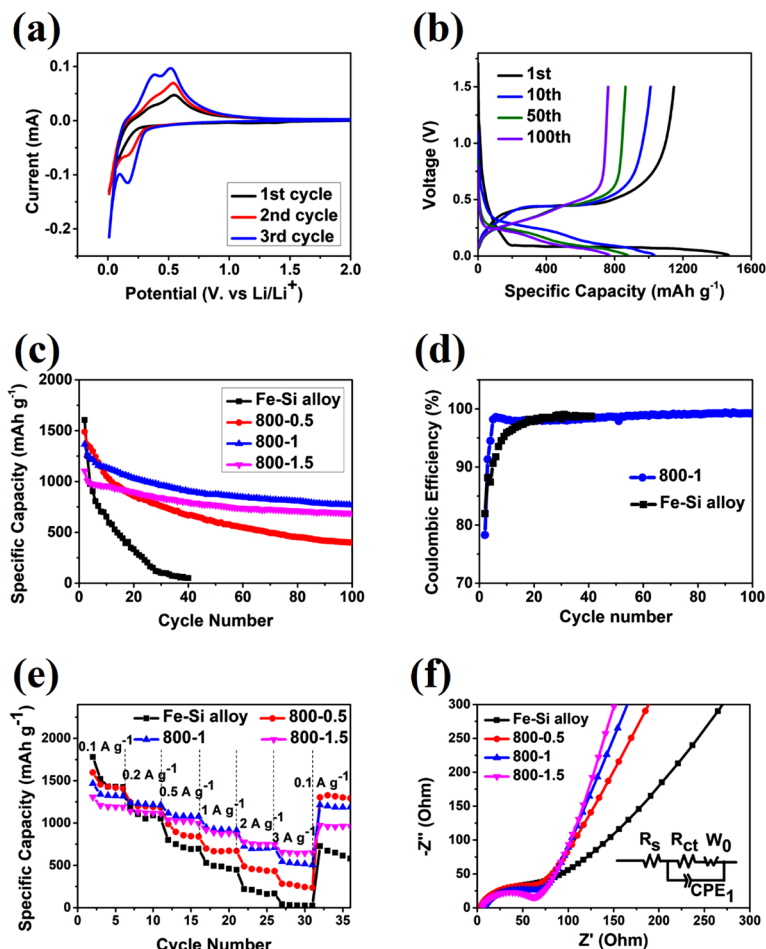 (a)
0.1
0.0
-0.1
-0.2
Current (mA)
1st cycle
2nd cycle
3rd cycle
0.0 0.5 1.0 1.5 2.0
Potential (V. vs Li/Li⁺)
(b)
1.5
1.0
0.5
0.0
Voltage (V)
1st
10th
50th
100th
0 400 800 1200 1600
Specific Capacity (mAh g⁻¹)
(c)
2000
1500
1000
500
0
Specific Capacity (mAh g⁻¹)
Fe-Si alloy
800-0.5
800-1
800-1.5
0 20 40 60 80 100
Cycle Number
(d)
100
90
80
70
Coulombic Efficiency (%)
800-1
Fe-Si alloy
0 20 40 60 80 100
Cycle number
(e)
2000
1500
1000
500
0
Specific Capacity (mAh g⁻¹)
Fe-Si alloy 800-0.5
800-1 800-1.5
0.1 A g⁻¹
0.2 A g⁻¹
0.5 A g⁻¹
1 A g⁻¹
2 A g⁻¹
3 A g⁻¹
0.1 A g⁻¹
0 5 10 15 20 25 30 35
Cycle Number
(f)
300
250
200
150
100
50
0
-Z'' (Ohm)
Fe-Si alloy
800-0.5
800-1
800-1.5
Rs Rct W0
CPE1
0 50 100 150 200 250 300
Z' (Ohm)